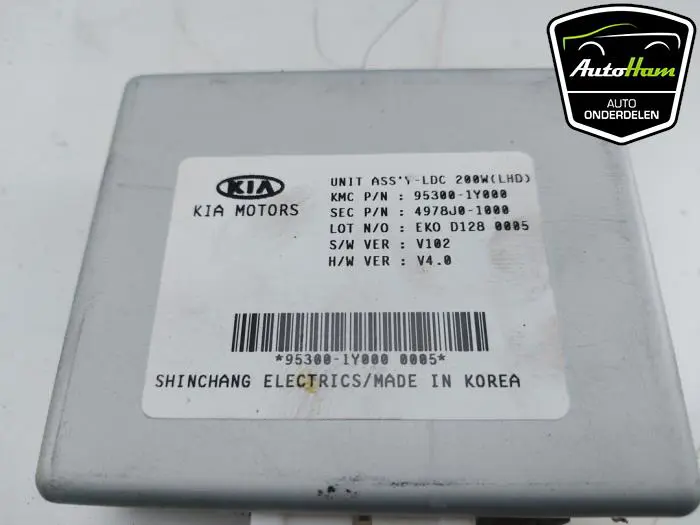 AutoHam
AUTO
ONDERDELEN
KIA
KIA MOTORS
UNIT ASS'Y-LDC 200W(LHD)
KMC P/N : 95300-1Y000
SEC P/N : 4978J0-1000
LOT N/O : EKO D128 0005
S/W VER : V102
H/W VER : V4.0
*95300-1Y000 0005*
SHINCHANG ELECTRICS/MADE IN KOREA